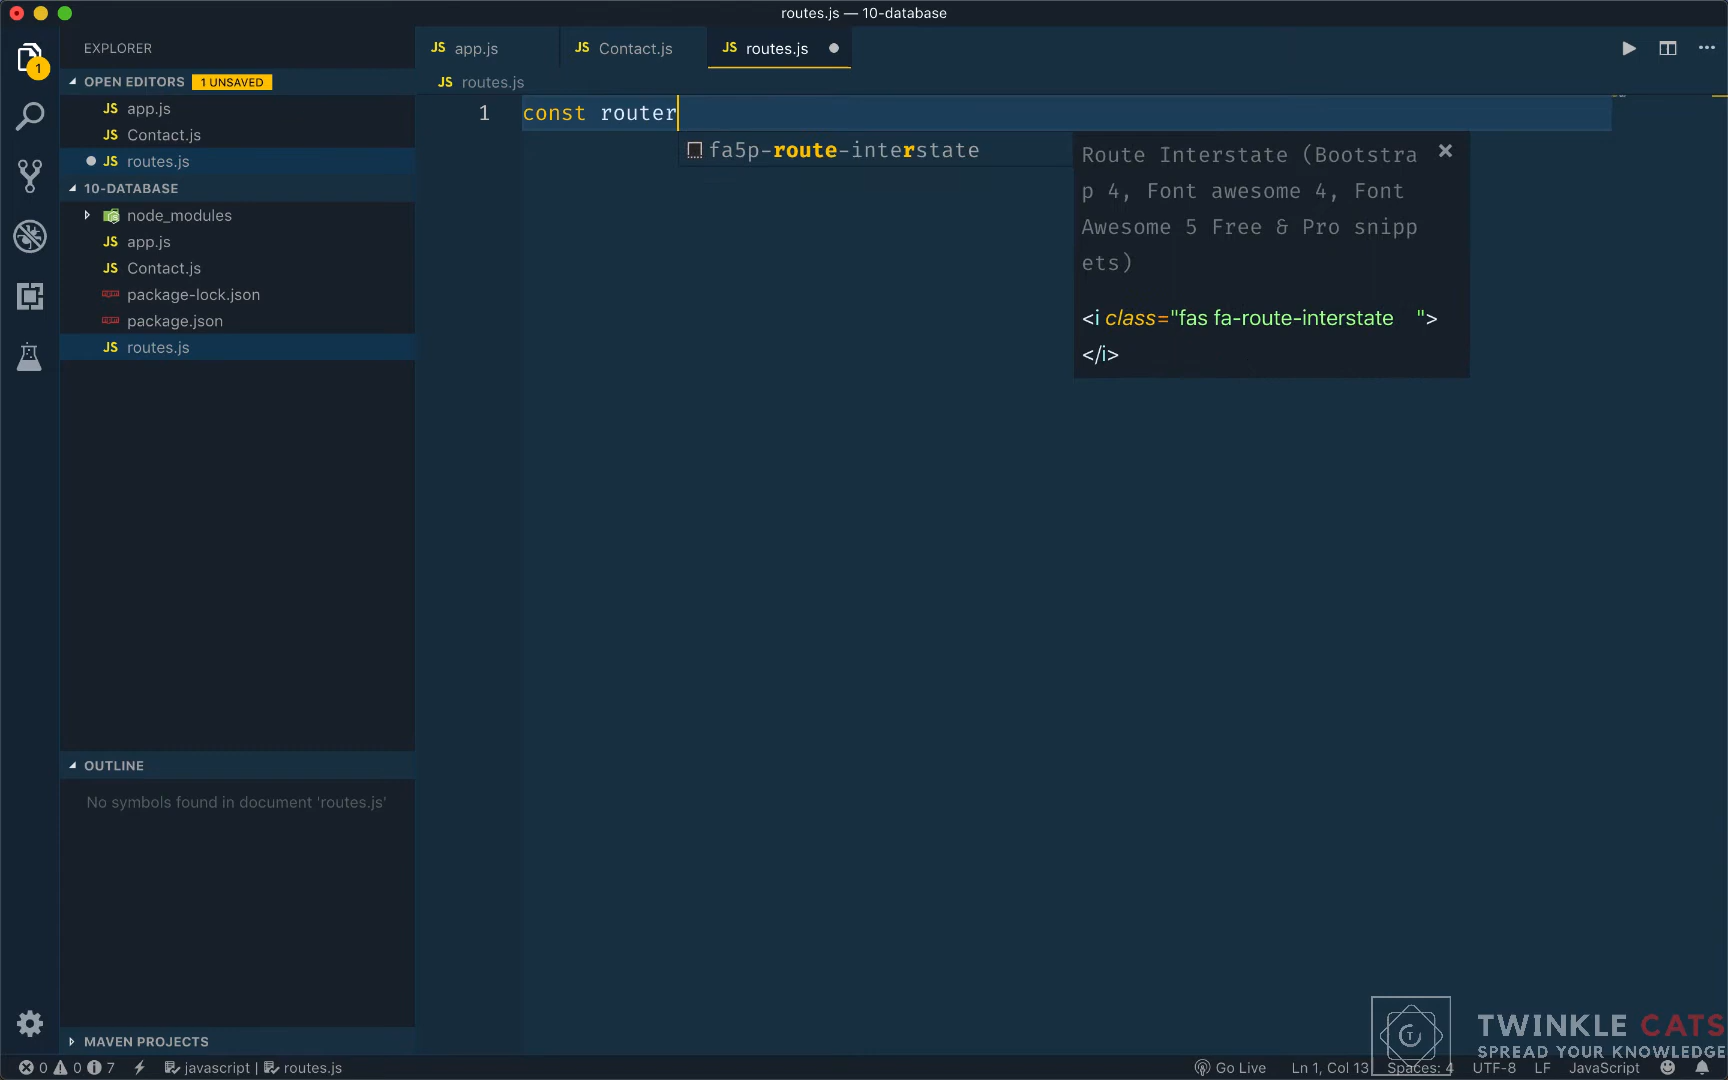 routes.js — 10-database
EXPLORER
JS app.js
JS Contact.js
JS routes.js
OPEN EDITORS 1 UNSAVED
JS routes.js
JS app.js
JS Contact.js
JS routes.js
10-DATABASE
node_modules
JS app.js
JS Contact.js
package-lock.json
package.json
JS routes.js
1 const router
fa5p-route-interstate
Route Interstate (Bootstra
p 4, Font awesome 4, Font
Awesome 5 Free & Pro snipp
ets)
<i class="fas fa-route-interstate ">
</i>
1
OUTLINE
No symbols found in document 'routes.js'
MAVEN PROJECTS
TWINKLE CATS
SPREAD YOUR KNOWLEDGE
0 0 7 javascript | routes.js Go Live Ln 1, Col 13 Spaces: 4 UTF-8 LF JavaScript